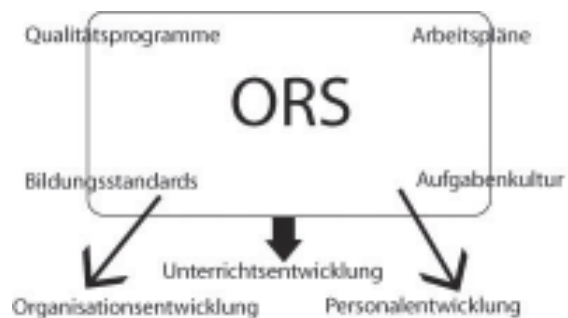 Qualitätsprogramme
Arbeitspläne
ORS
Bildungsstandards
Aufgabenkultur
Unterrichtsentwicklung
Organisationsentwicklung
Personalentwicklung